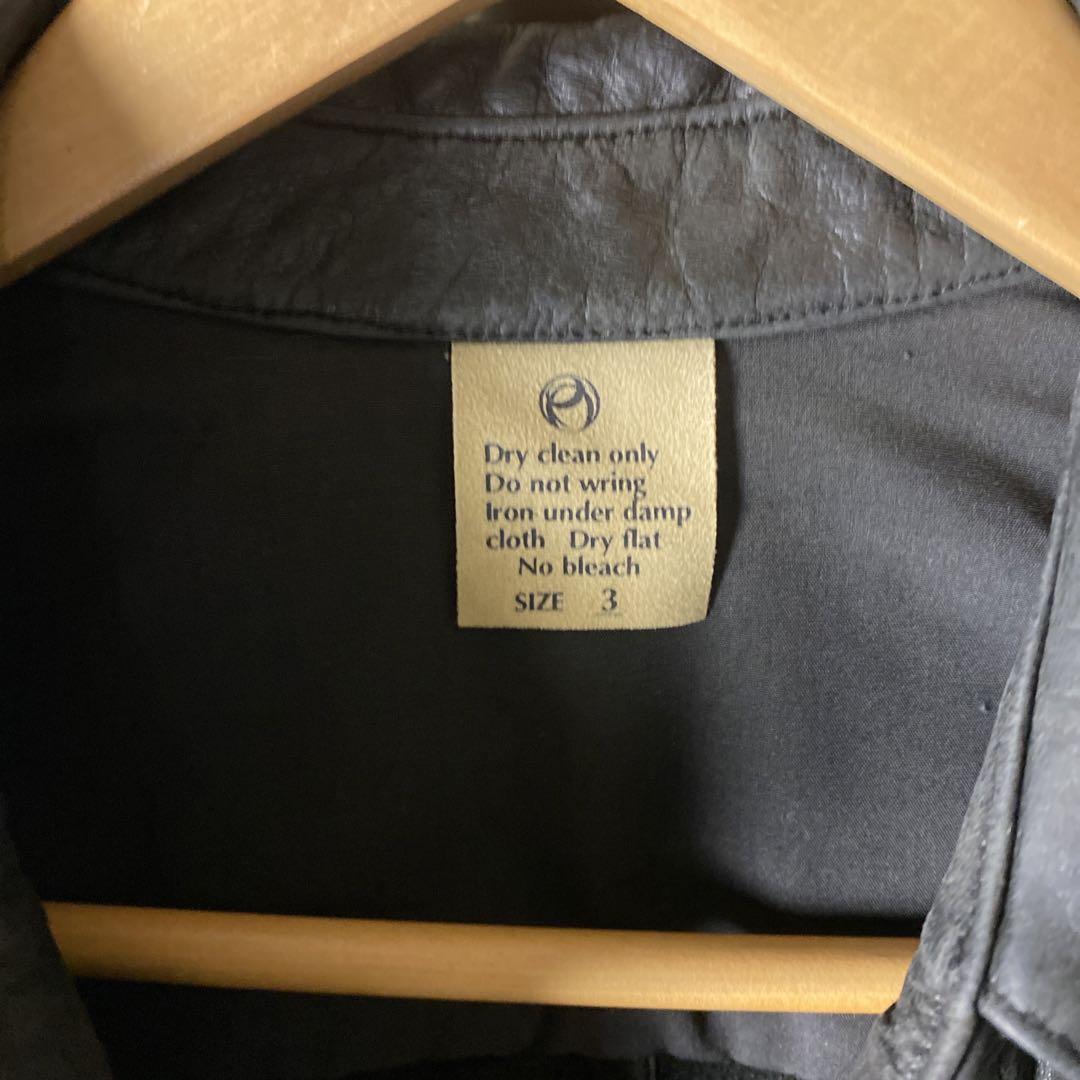 Dry clean only
Do not wring
Iron under damp
cloth Dry flat
No bleach
SIZE 3